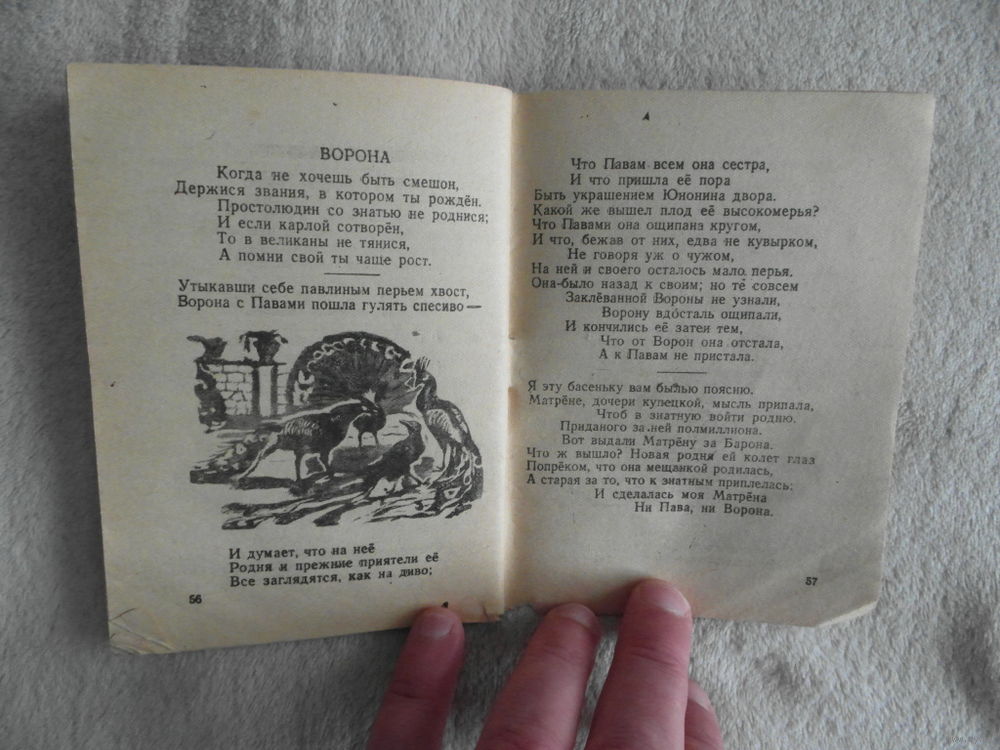 ВОРОНА
Когда не хочешь быть смешон,
Держися звания, в котором ты рождён.
Простолюдин со знатью не роднися;
И если карлой сотворён,
То в великаны не тянися,
А помни свой ты чаще рост.
Утыкавши себе павлиным перьем хвост,
Ворона с Павами пошла гулять спесиво —
И думает, что на неё
Родня и прежние приятели её
Все заглядятся, как на диво;
56
Что Павам всем она сестра,
И что пришла её пора
Быть украшением Юнонина двора.
Какой же вышел плод её высокомерья?
Что Павами она ощипана кругом,
И что, бежав от них, едва не кувырком,
Не говоря уж о чужом,
На ней и своего осталось мало перья.
Она-было назад к своим; но те совсем
Заклёванной Вороны не узнали,
Ворону вдосталь ощипали,
И кончились её затеи тем,
Что от Ворон она отстала,
А к Павам не пристала.
Я эту басеньку вам былью поясню.
Матрёне, дочери купецкой, мысль припала,
Чтоб в знатную войти родню.
Приданого за ней полмиллиона.
Вот выдали Матрёну за Барона.
Что ж вышло? Новая родня ей колет глаз
Попрёком, что она мещанкой родилась,
А старая за то, что к знатным приплелась;
И сделалась моя Матрёна
Ни Пава, ни Ворона.
57